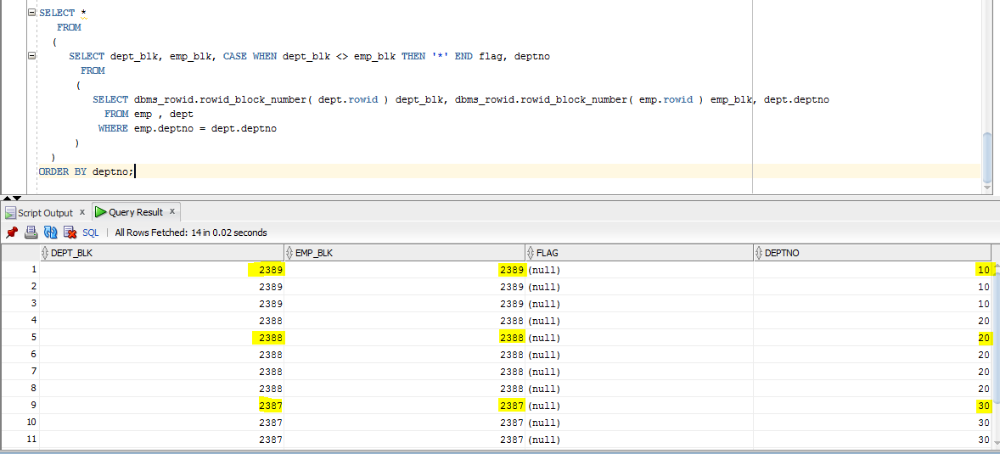 SELECT *
FROM
(
SELECT dept_blk, emp_blk, CASE WHEN dept_blk <> emp_blk THEN '*' END flag, deptno
FROM
(
SELECT dbms_rowid.rowid_block_number( dept.rowid ) dept_blk, dbms_rowid.rowid_block_number( emp.rowid ) emp_blk, dept.deptno
FROM emp , dept
WHERE emp.deptno = dept.deptno
)
)
ORDER BY deptno;
Script Output x Query Result x
SQL | All Rows Fetched: 14 in 0.02 seconds
DEPT_BLK EMP_BLK FLAG DEPTNO
1 2389 2389 (null) 10
2 2389 2389 (null) 10
3 2389 2389 (null) 10
4 2388 2388 (null) 20
5 2388 2388 (null) 20
6 2388 2388 (null) 20
7 2388 2388 (null) 20
8 2388 2388 (null) 20
9 2387 2387 (null) 30
10 2387 2387 (null) 30
11 2387 2387 (null) 30